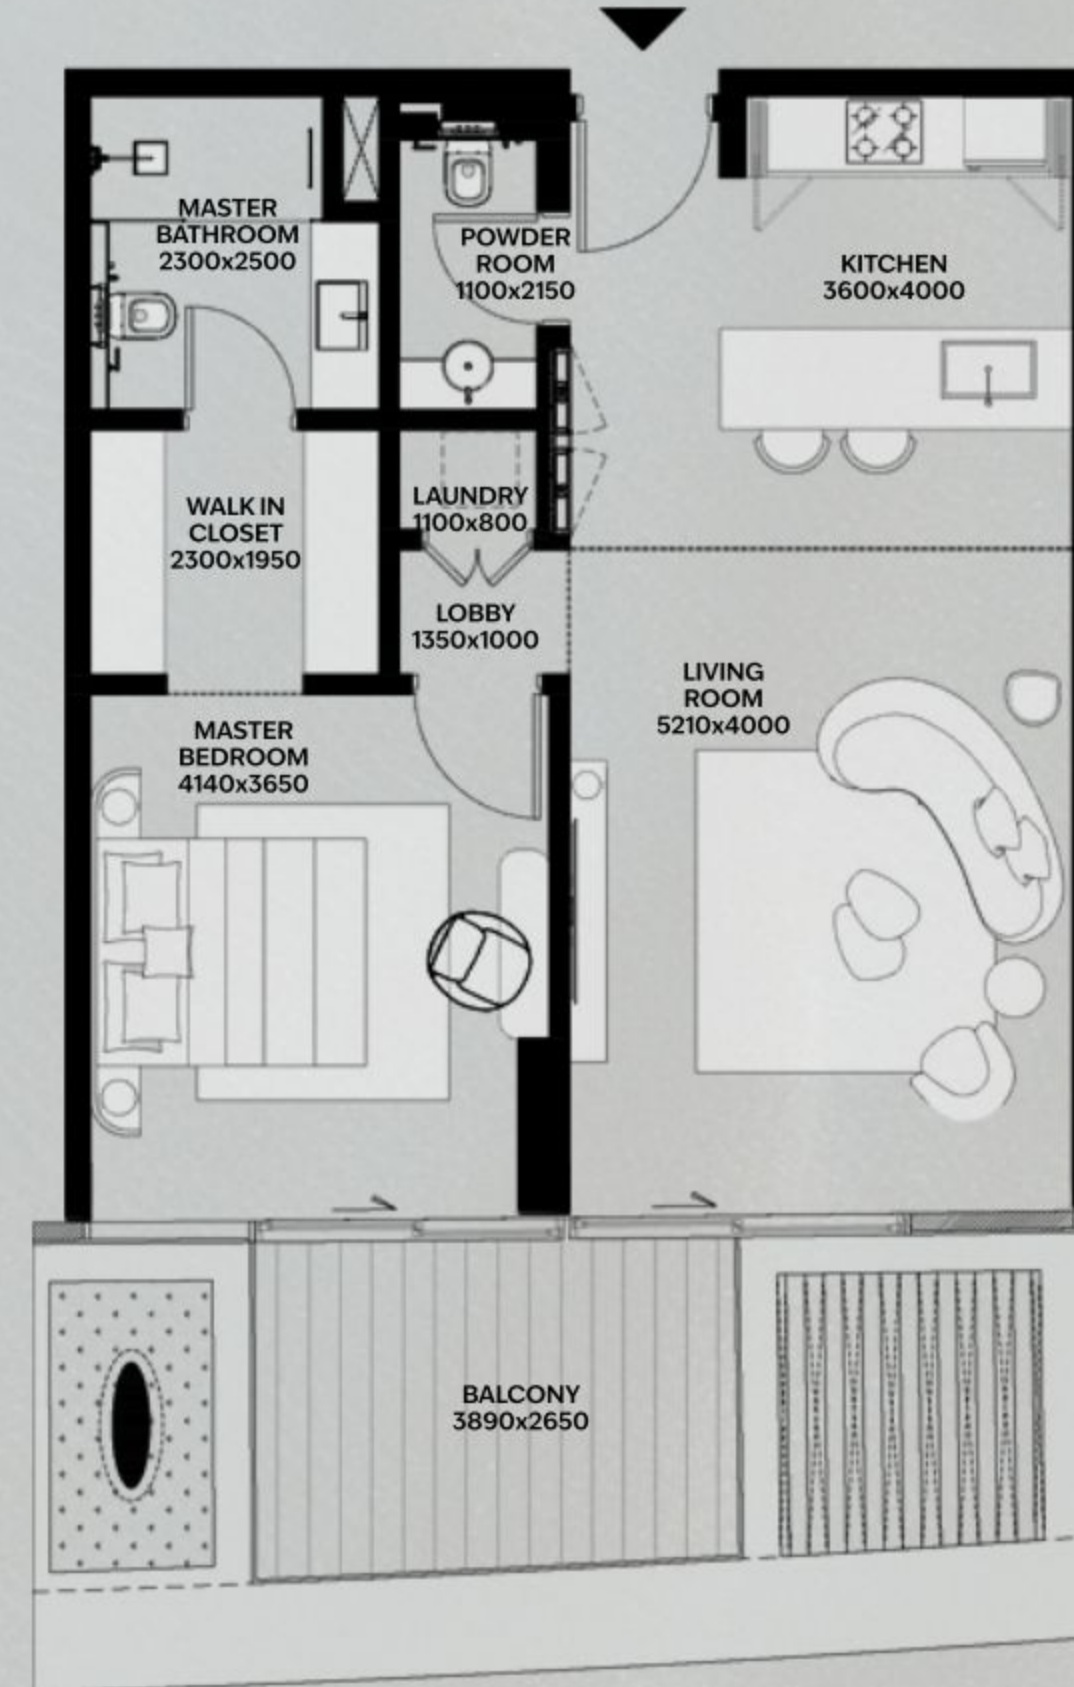 MASTER
BATHROOM
2300x2500
POWDER
ROOM
1100x2150
KITCHEN
3600x4000
WALK IN
CLOSET
2300x1950
LAUNDRY
1100x800
LOBBY
1350x1000
LIVING
ROOM
5210x4000
MASTER
BEDROOM
4140x3650
BALCONY
3890x2650